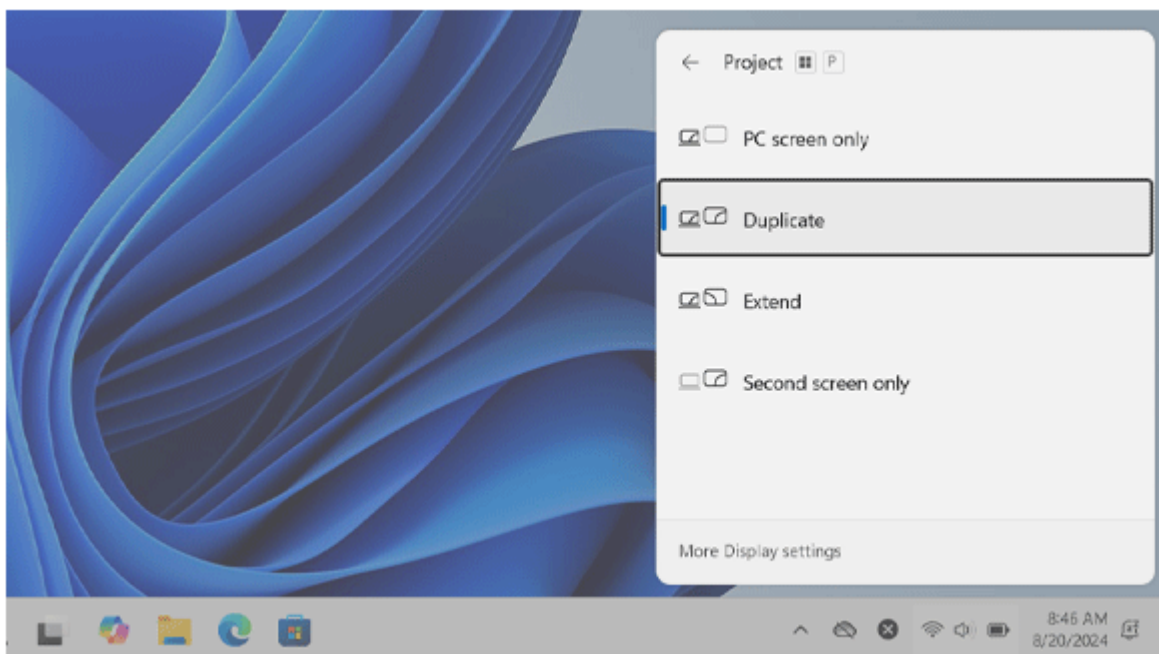 Project P
PC screen only
Duplicate
Extend
Second screen only
More Display settings
8:46 AM
8/20/2024